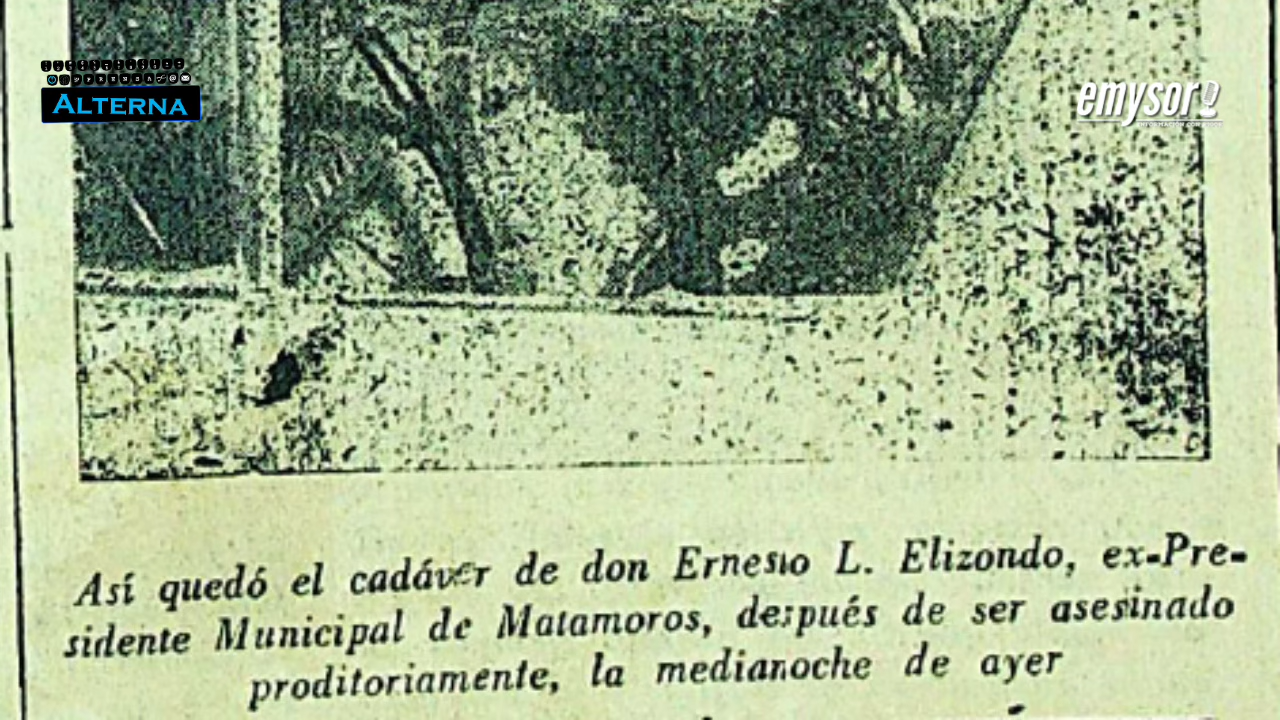 ALTERNA
emysor
Así quedó el cadáver de don Ernesto L. Elizondo, ex-Pre-
sidente Municipal de Matamoros, después de ser asesinado
proditoriamente, la medianoche de ayer